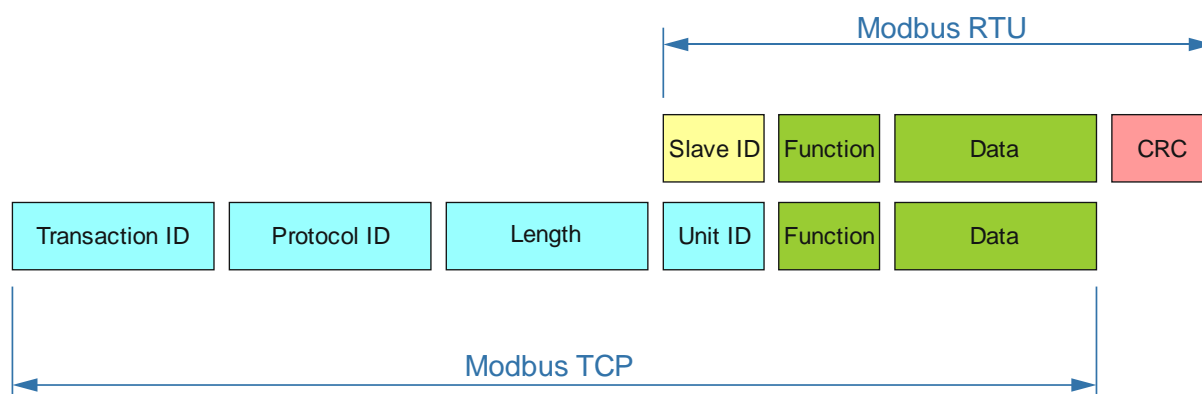 Modbus RTU
Slave ID Function Data CRC
Transaction ID Protocol ID Length Unit ID Function Data
Modbus TCP